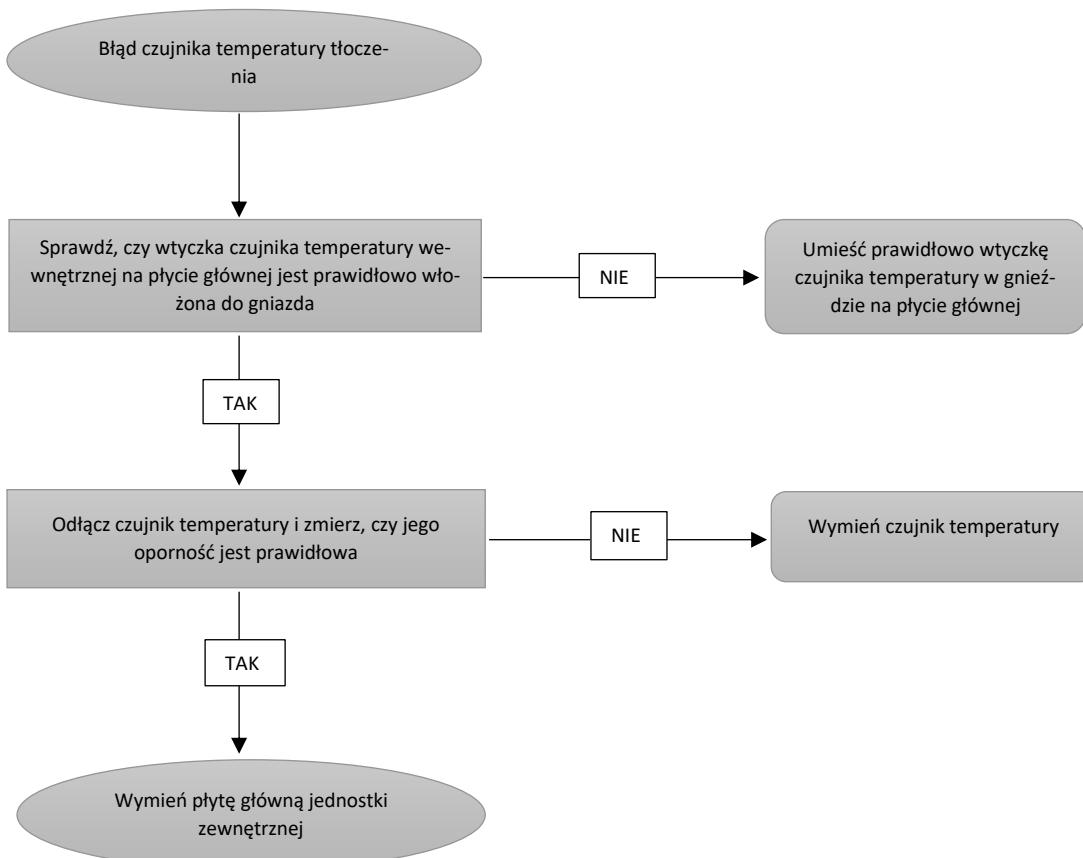 Błąd czujnika temperatury tłocze-
nia
Sprawdź, czy wtyczka czujnika temperatury we-
wnętrznej na płycie głównej jest prawidłowo wło-
żona do gniazda
NIE
Umieść prawidłowo wtyczkę
czujnika temperatury w gnieź-
dzie na płycie głównej
TAK
Odłącz czujnik temperatury i zmierz, czy jego
oporność jest prawidłowa
NIE
Wymień czujnik temperatury
TAK
Wymień płytę główną jednostki
zewnętrznej